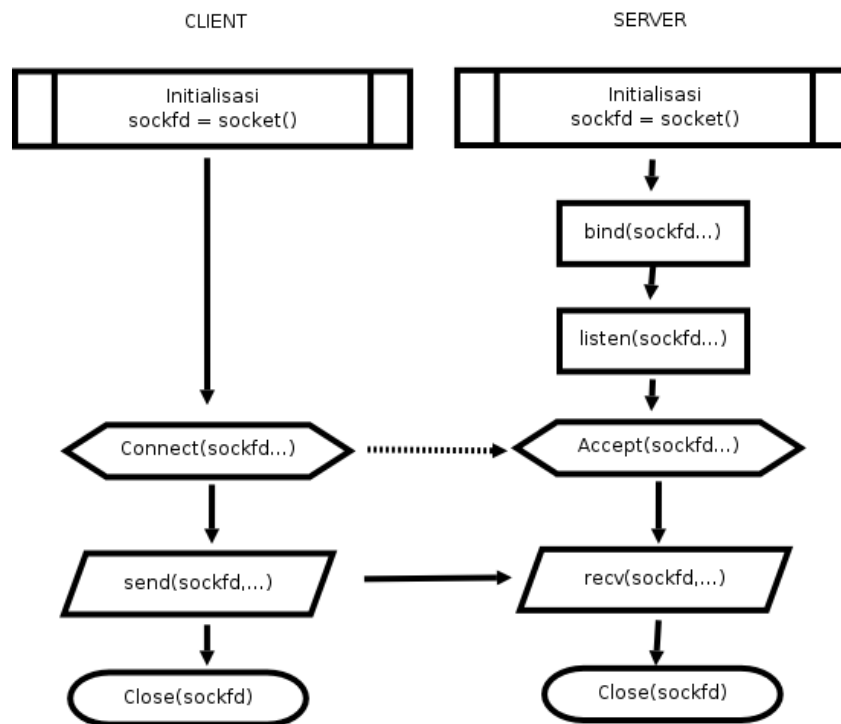 CLIENT
SERVER
Initialisasi
sockfd = socket()
Initialisasi
sockfd = socket()
bind(sockfd...)
listen(sockfd...)
Connect(sockfd...)
Accept(sockfd...)
send(sockfd,...)
recv(sockfd,...)
Close(sockfd)
Close(sockfd)